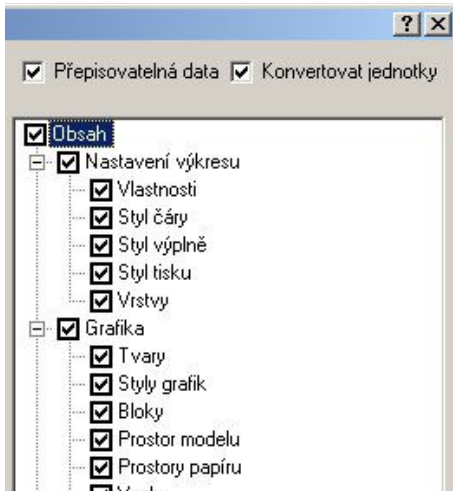 Přepisovatelná data Konvertovat jednotky
Obsah
Nastavení výkresu
Vlastnosti
Styl čáry
Styl výplně
Styl tisku
Vrstvy
Grafika
Tvary
Styly grafik
Bloky
Prostor modelu
Prostory papíru